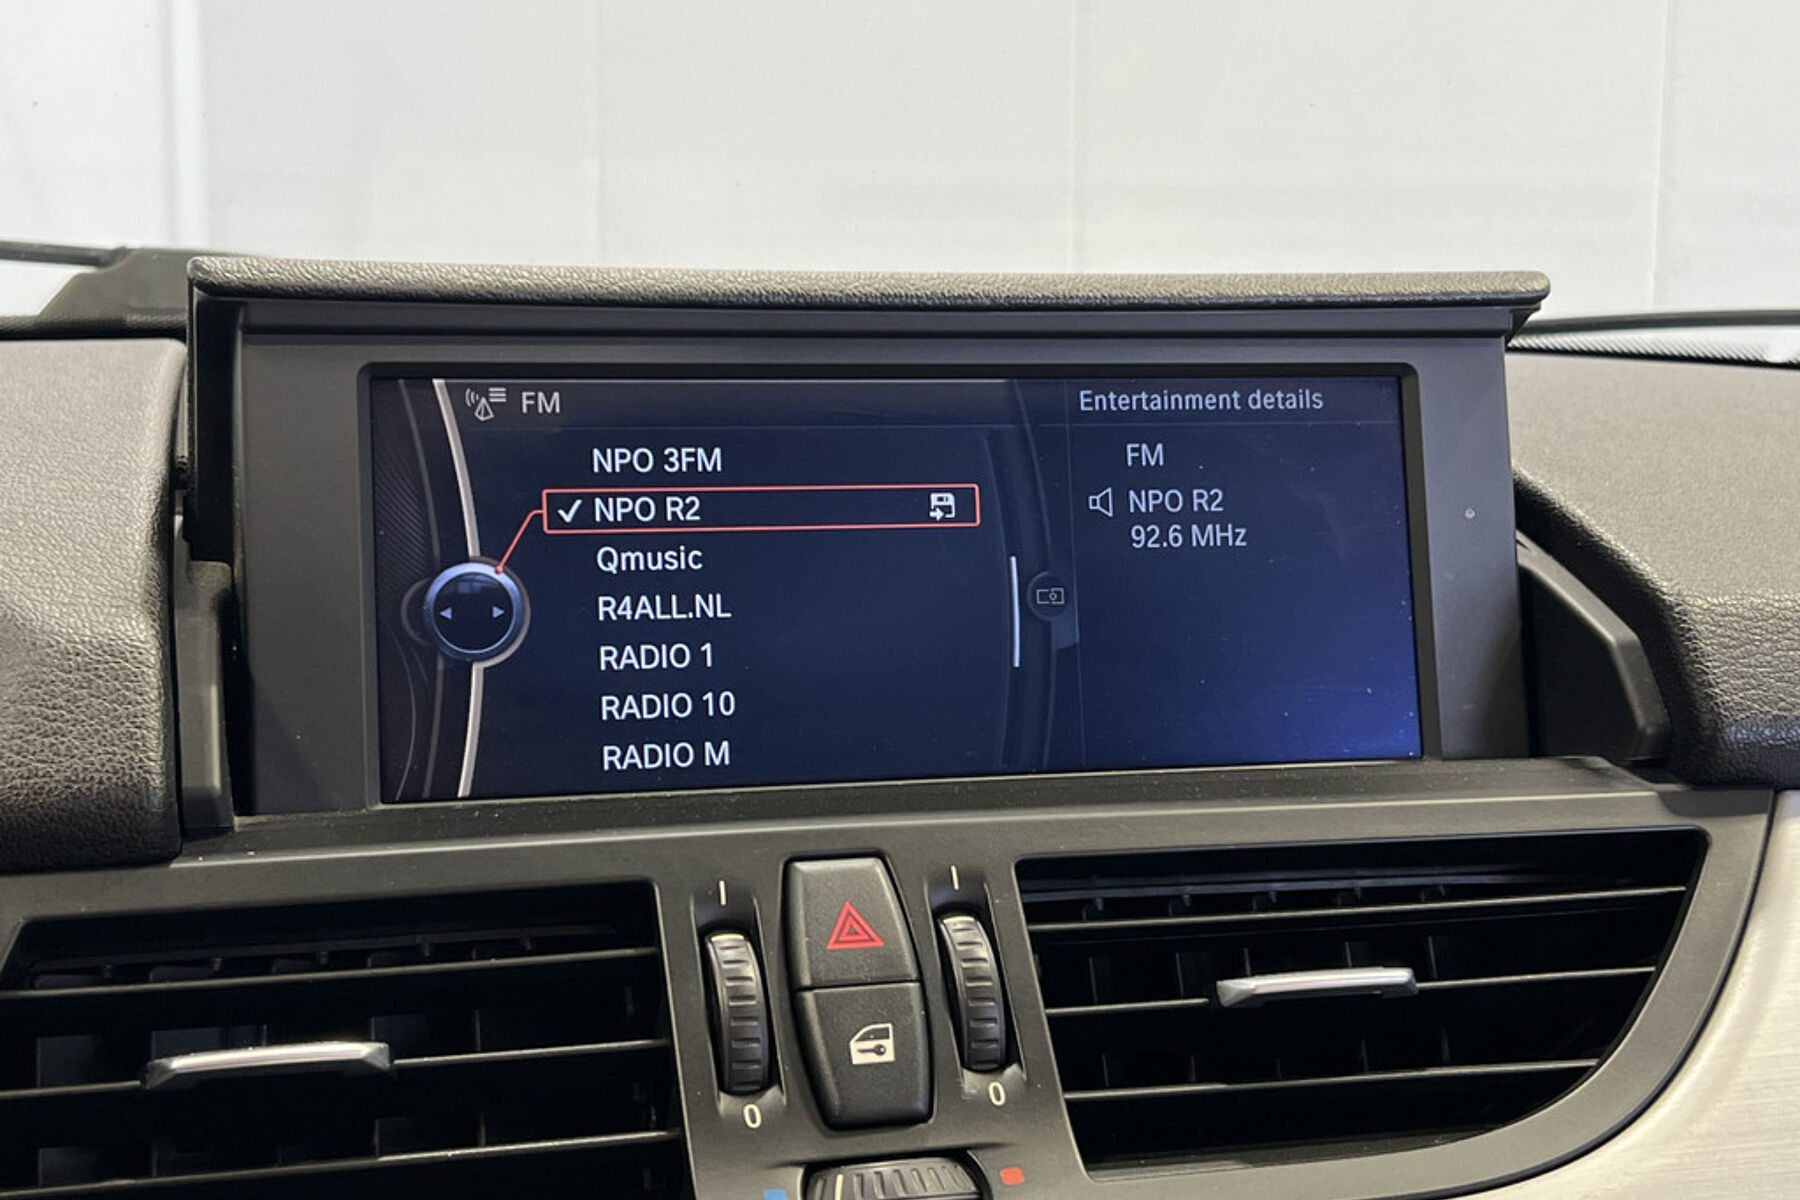 FM
NPO 3FM
NPO R2
Qmusic
R4ALL.NL
RADIO 1
RADIO 10
RADIO M
Entertainment details
FM
NPO R2
92.6 MHz
I
I
0
0